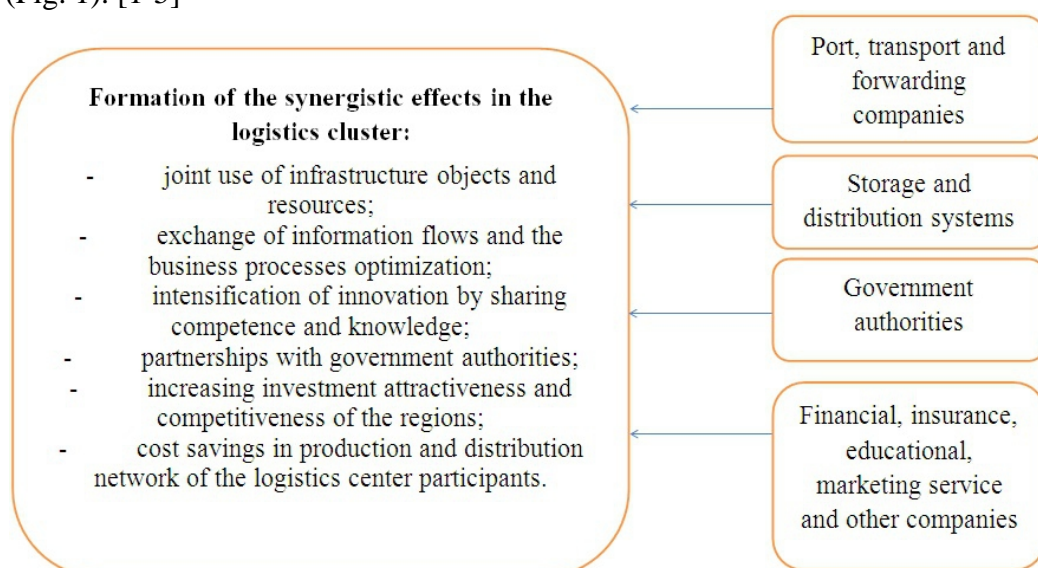 (Fig. 1). [1-3]
Formation of the synergistic effects in the
logistics cluster:
- joint use of infrastructure objects and
resources;
- exchange of information flows and the
business processes optimization;
- intensification of innovation by sharing
competence and knowledge;
- partnerships with government authorities;
- increasing investment attractiveness and
competitiveness of the regions;
- cost savings in production and distribution
network of the logistics center participants.
Port, transport and
forwarding
companies
Storage and
distribution systems
Government
authorities
Financial, insurance,
educational,
marketing service
and other companies